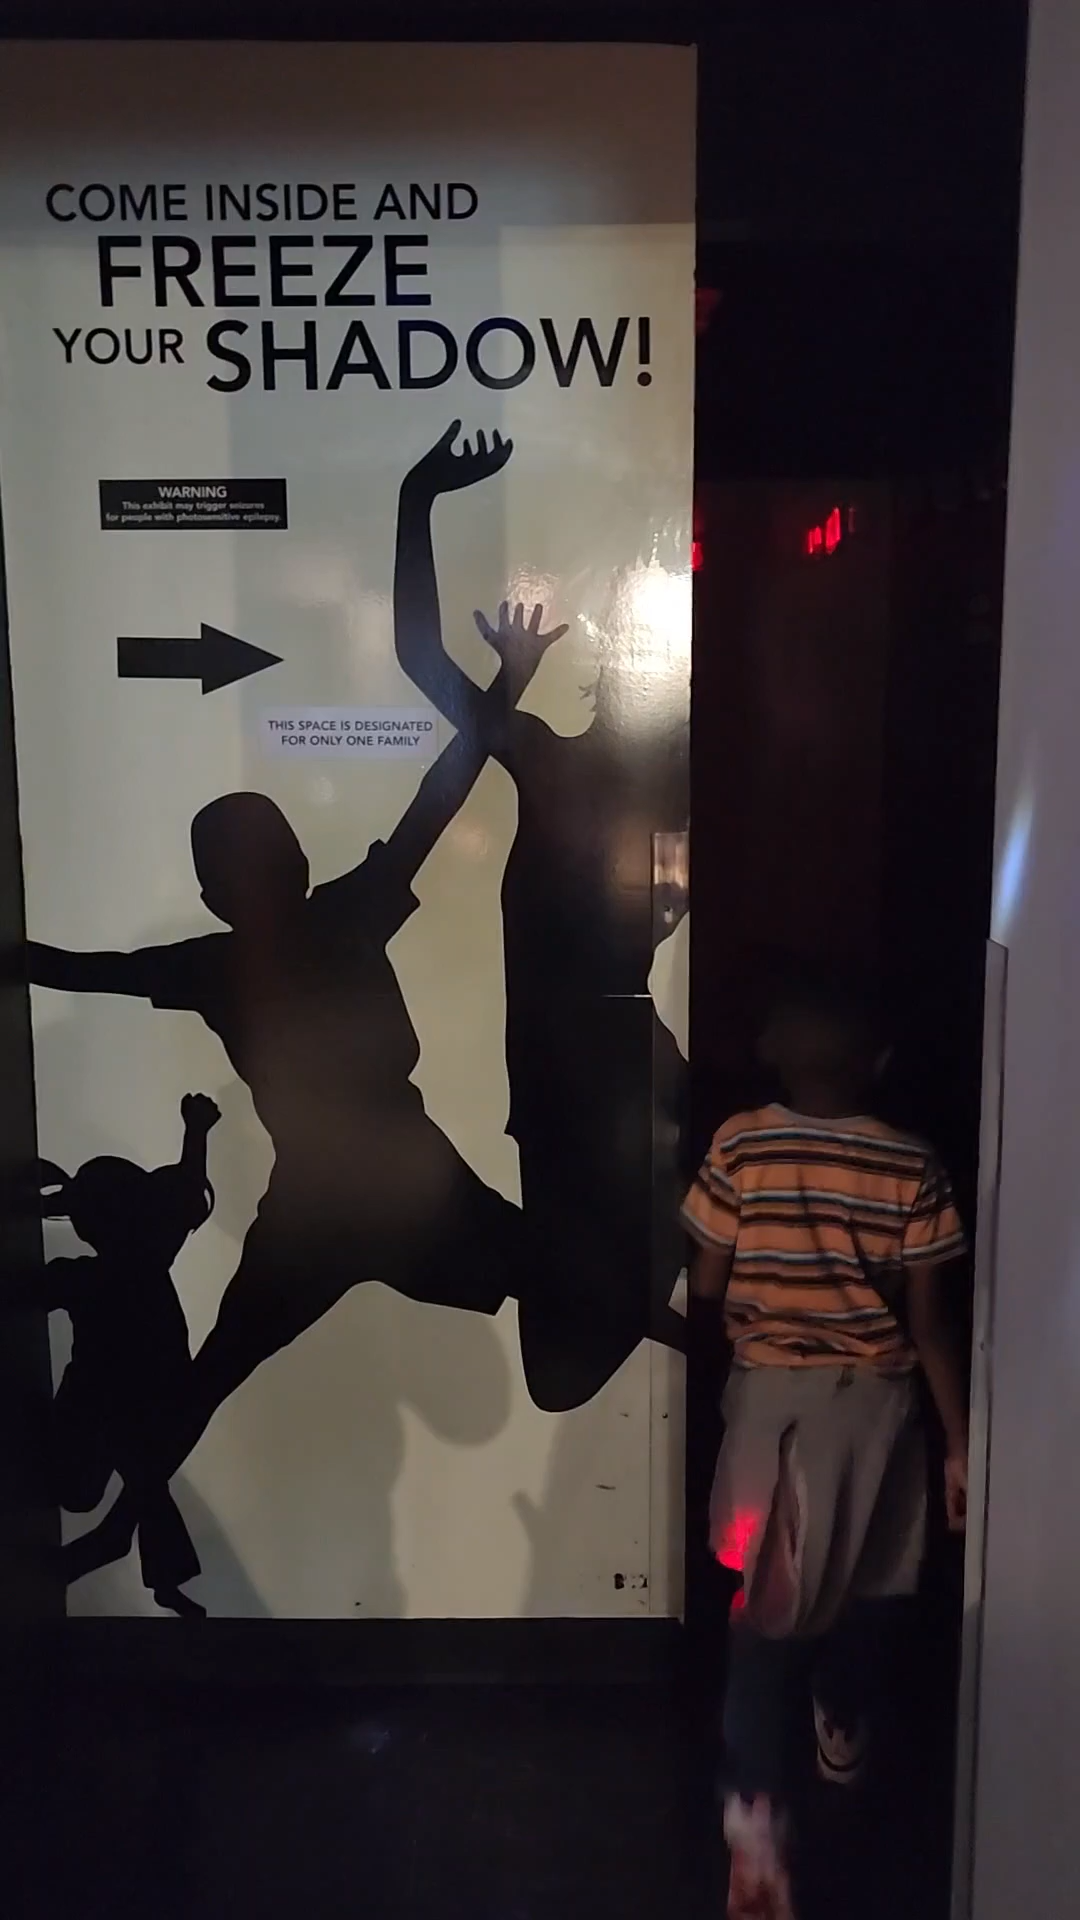 COME INSIDE AND
FREEZE
YOUR SHADOW!
WARNING
This exhibit may trigger seizures
for people with photosensitive epilepsy.
THIS SPACE IS DESIGNATED
FOR ONLY ONE FAMILY